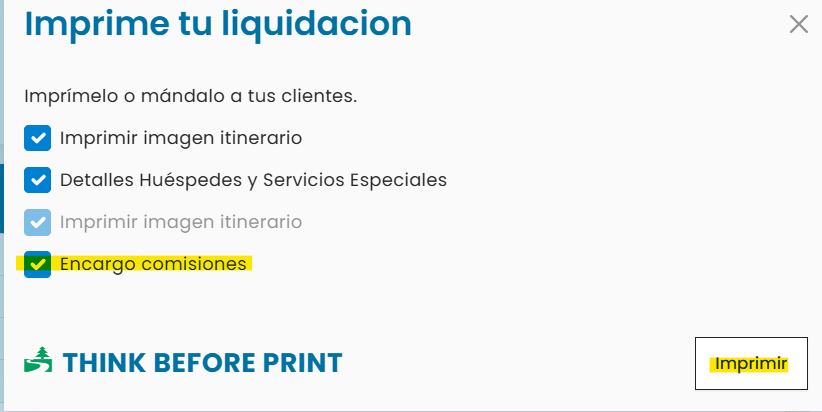 Imprime tu liquidacion
Imprímelo o mándalo a tus clientes.
Imprimir imagen itinerario
Detalles Huéspedes y Servicios Especiales
Imprimir imagen itinerario
Encargo comisiones
THINK BEFORE PRINT
Imprimir